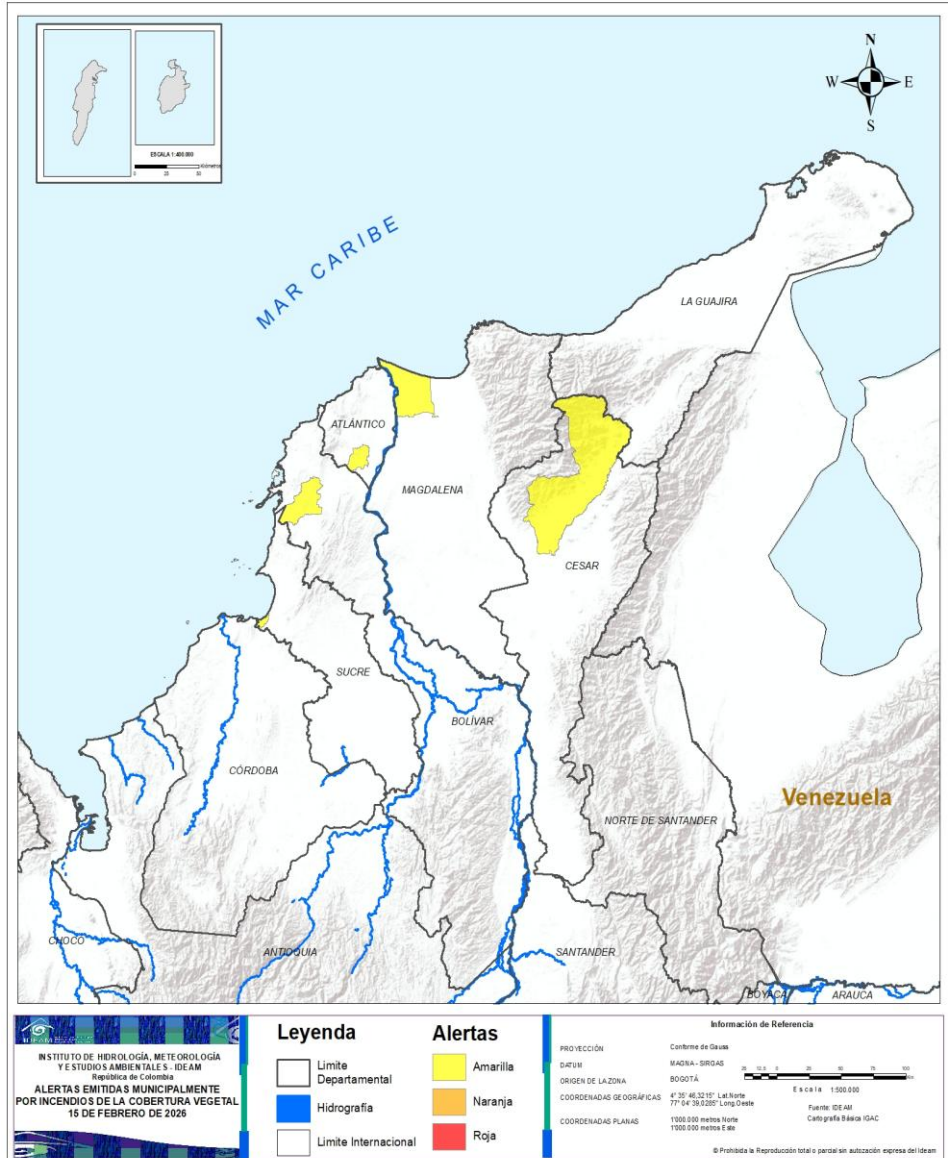 N
W E
S
ESCALA 1:400.000
MAR CARIBE
LA GUAJIRA
ATLÁNTICO
MAGDALENA
CESAR
SUCRE
BOLÍVAR
CÓRDOBA
Venezuela
NORTE DE SANTANDER
CHOCO
ANTIOQUIA
SANTANDER
BOYACÁ
ARAUCA
IDEAM
INSTITUTO DE HIDROLOGÍA, METEOROLOGÍA
Y ESTUDIOS AMBIENTALES - IDEAM
República de Colombia
ALERTAS EMITIDAS MUNICIPALMENTE
POR INCENDIOS DE LA COBERTURA VEGETAL
15 DE FEBRERO DE 2026
Leyenda
Limite
Departamental
Hidrografía
Limite Internacional
Alertas
Amarilla
Naranja
Roja
Información de Referencia
PROYECCIÓN Conforme de Gauss
DATUM MAGNA - SIRGAS
ORIGEN DE LA ZONA BOGOTÁ
COORDENADAS GEOGRÁFICAS 4° 35' 46,3215" Lat.Norte
77° 04' 39,0285" Long.Oeste
COORDENADAS PLANAS 1'000.000 metros Norte
1'000.000 metros Este
Escala 1:500.000
Fuente: IDEAM
Cartografía Básica IGAC
© Prohibida la Reproducción total o parcial sin autozación expresa del Ideam